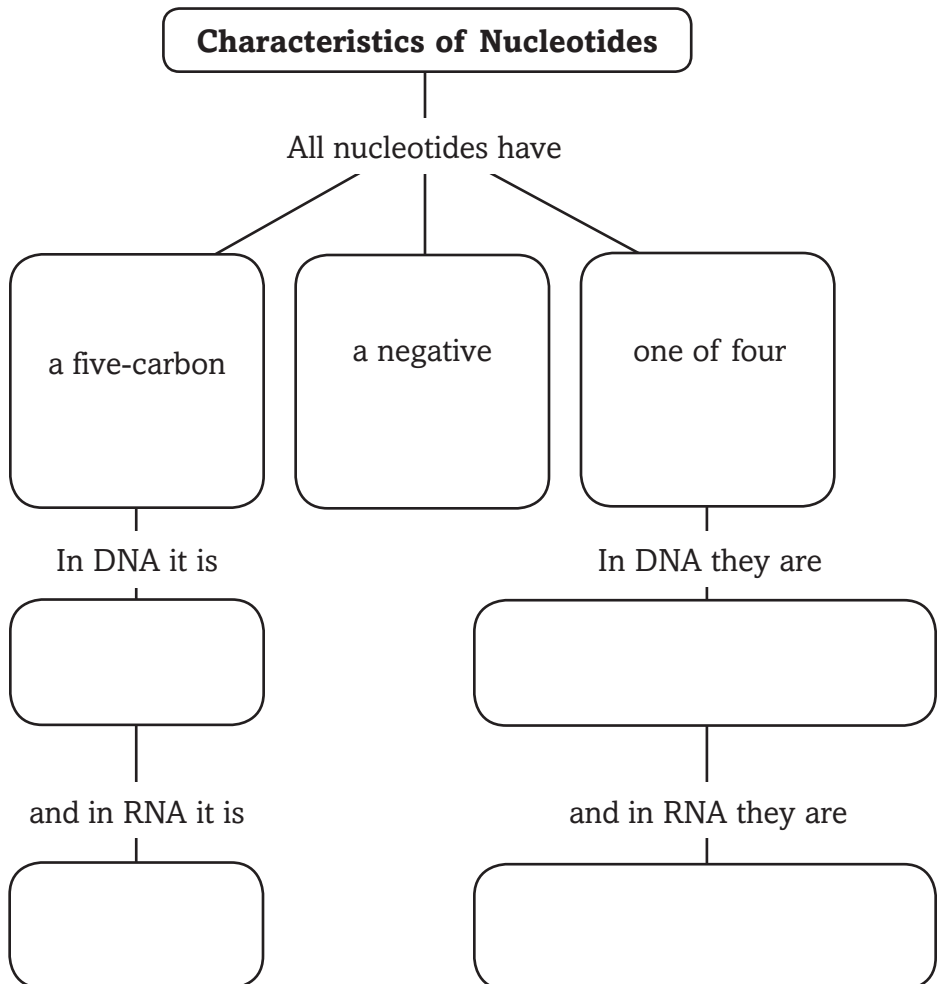 Characteristics of Nucleotides
All nucleotides have
a five-carbon
a negative
one of four
In DNA it is
In DNA they are
and in RNA it is
and in RNA they are